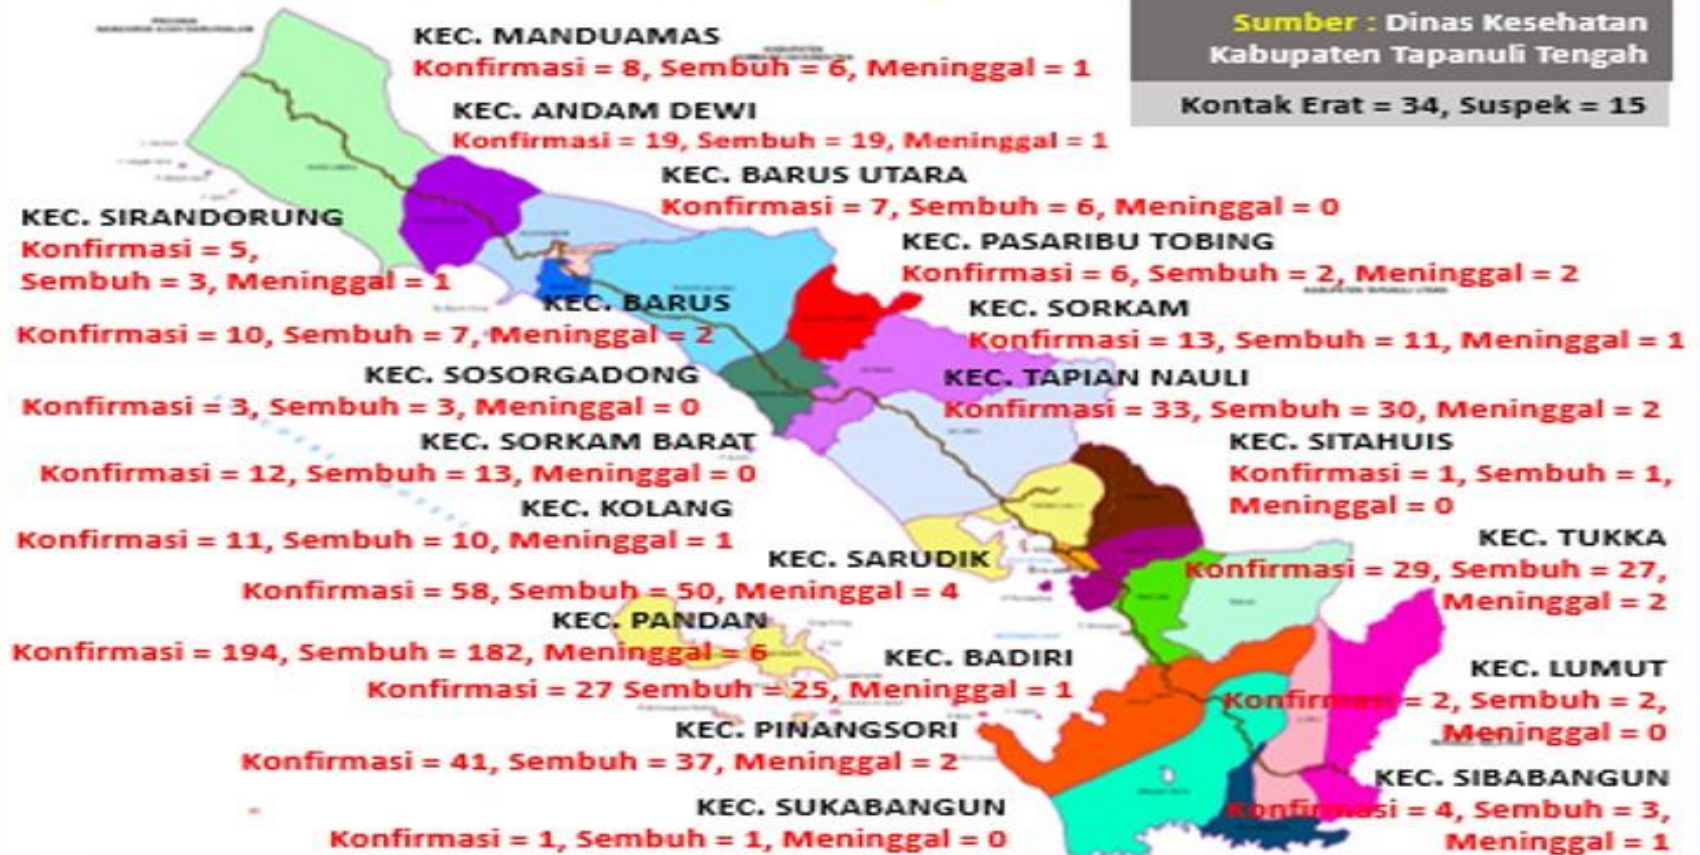 Sumber : Dinas Kesehatan
Kabupaten Tapanuli Tengah
Kontak Erat = 34, Suspek = 15
KEC. MANDUAMAS
Konfirmasi = 8, Sembuh = 6, Meninggal = 1
KEC. ANDAM DEWI
Konfirmasi = 19, Sembuh = 19, Meninggal = 1
KEC. BARUS UTARA
Konfirmasi = 7, Sembuh = 6, Meninggal = 0
KEC. SIRANDORUNG
Konfirmasi = 5,
Sembuh = 3, Meninggal = 1
KEC. PASARIBU TOBING
Konfirmasi = 6, Sembuh = 2, Meninggal = 2
KEC. BARUS
Konfirmasi = 10, Sembuh = 7, Meninggal = 2
KEC. SORKAM
Konfirmasi = 13, Sembuh = 11, Meninggal = 1
KEC. SOSORGADONG
Konfirmasi = 3, Sembuh = 3, Meninggal = 0
KEC. TAPIAN NAULI
Konfirmasi = 33, Sembuh = 30, Meninggal = 2
KEC. SORKAM BARAT
Konfirmasi = 12, Sembuh = 13, Meninggal = 0
KEC. SITAHUIS
Konfirmasi = 1, Sembuh = 1,
Meninggal = 0
KEC. KOLANG
Konfirmasi = 11, Sembuh = 10, Meninggal = 1
KEC. TUKKA
Konfirmasi = 29, Sembuh = 27,
Meninggal = 2
KEC. SARUDIK
Konfirmasi = 58, Sembuh = 50, Meninggal = 4
KEC. PANDAN
Konfirmasi = 194, Sembuh = 182, Meninggal = 6
KEC. BADIRI
Konfirmasi = 27 Sembuh = 25, Meninggal = 1
KEC. LUMUT
Konfirmasi = 2, Sembuh = 2,
Meninggal = 0
KEC. PINANGSORI
Konfirmasi = 41, Sembuh = 37, Meninggal = 2
KEC. SIBABANGUN
Konfirmasi = 4, Sembuh = 3,
Meninggal = 1
KEC. SUKABANGUN
Konfirmasi = 1, Sembuh = 1, Meninggal = 0